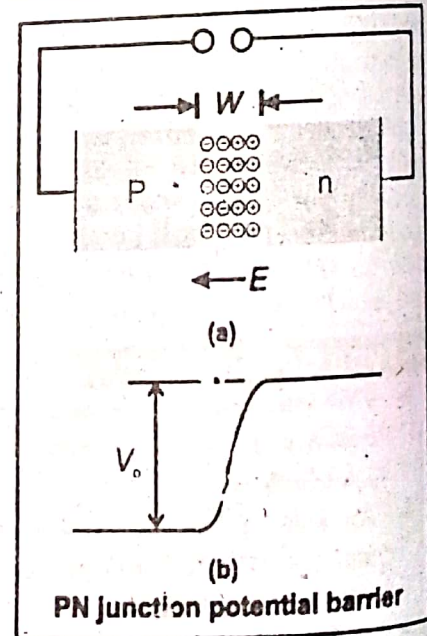 W
P
n
⊖⊖⊕⊕
⊖⊖⊕⊕
⊖⊖⊕⊕
⊖⊖⊕⊕
⊖⊖⊕⊕
E
(a)
V₀
(b)
PN junction potential barrier